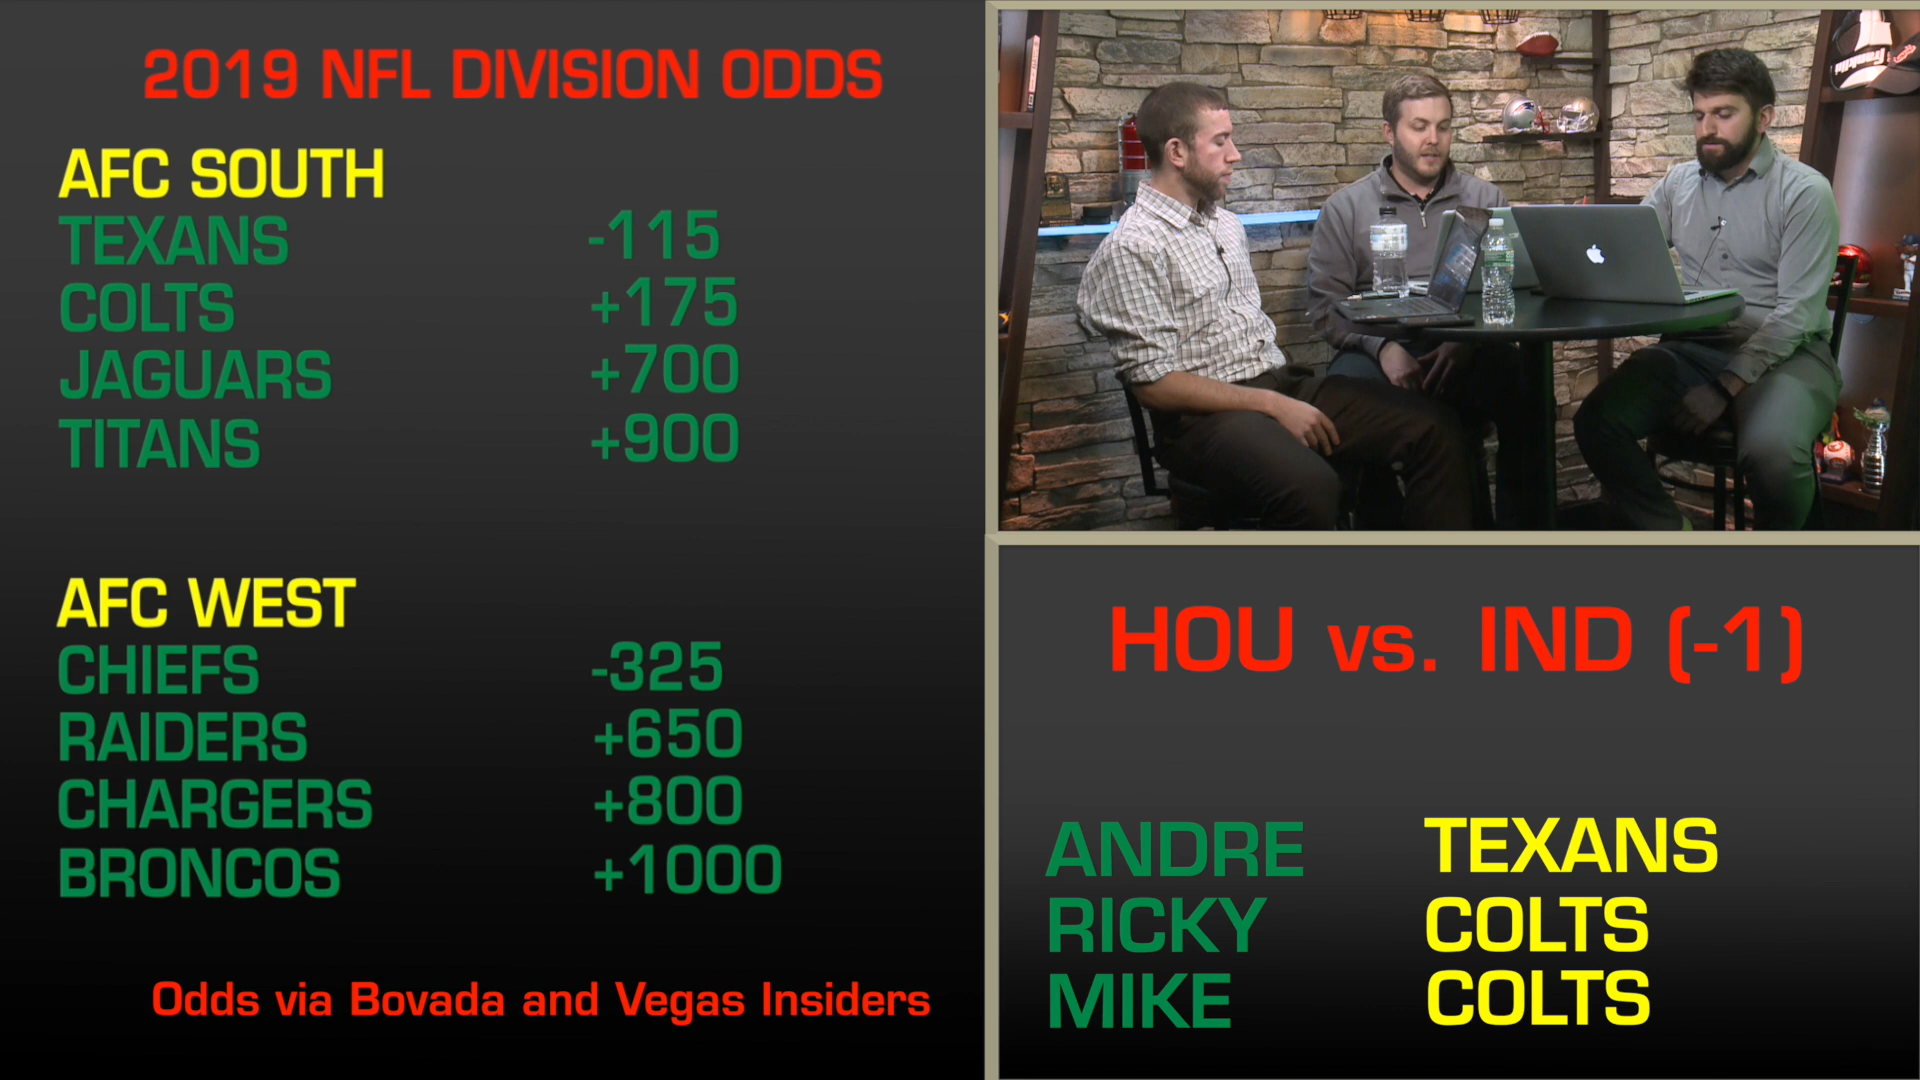 2019 NFL DIVISION ODDS
AFC SOUTH
TEXANS -115
COLTS +175
JAGUARS +700
TITANS +900
AFC WEST
CHIEFS -325
RAIDERS +650
CHARGERS +800
BRONCOS +1000
Odds via Bovada and Vegas Insiders
Franklin
HOU vs. IND (-1)
ANDRE TEXANS
RICKY COLTS
MIKE COLTS